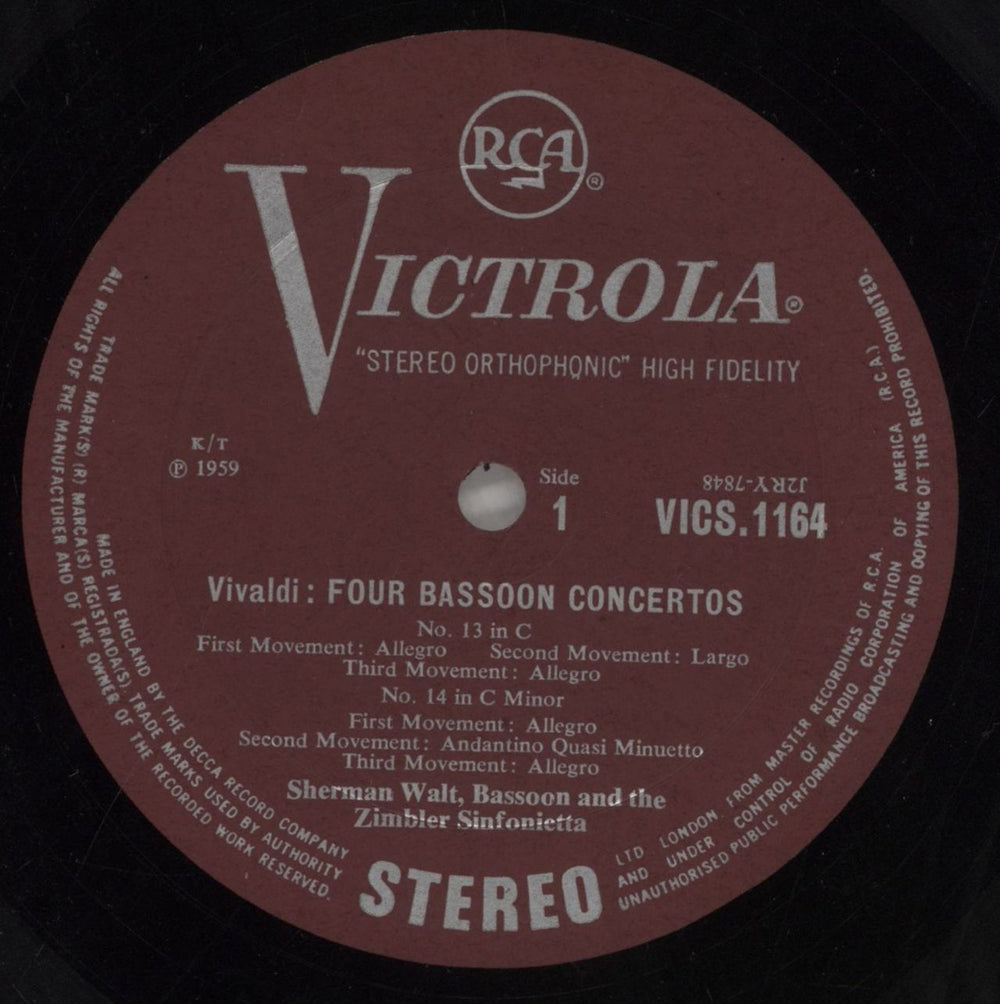 RCA
®
VICTROLA®
"STEREO ORTHOPHONIC" HIGH FIDELITY
K/T
℗ 1959
Side
1
J2RY-7848
VICS.1164
Vivaldi : FOUR BASSOON CONCERTOS
No. 13 in C
First Movement : Allegro Second Movement : Largo
Third Movement : Allegro
No. 14 in C Minor
First Movement : Allegro
Second Movement : Andantino Quasi Minuetto
Third Movement : Allegro
Sherman Walt, Bassoon and the
Zimbler Sinfonietta
STEREO
MADE IN ENGLAND BY THE DECCA RECORD COMPANY LTD LONDON, FROM MASTER RECORDINGS OF R.C.A.
TRADE MARK(S) (R) MARCA(S) REGISTRADA(S), TRADE MARKS USED BY AUTHORITY AND UNDER CONTROL OF RADIO CORPORATION OF AMERICA (R.C.A.)
ALL RIGHTS OF THE MANUFACTURER AND OF THE OWNER OF THE RECORDED WORK RESERVED. UNAUTHORISED PUBLIC PERFORMANCE BROADCASTING AND OOPYING OF THIS RECORD PROHIBITED.